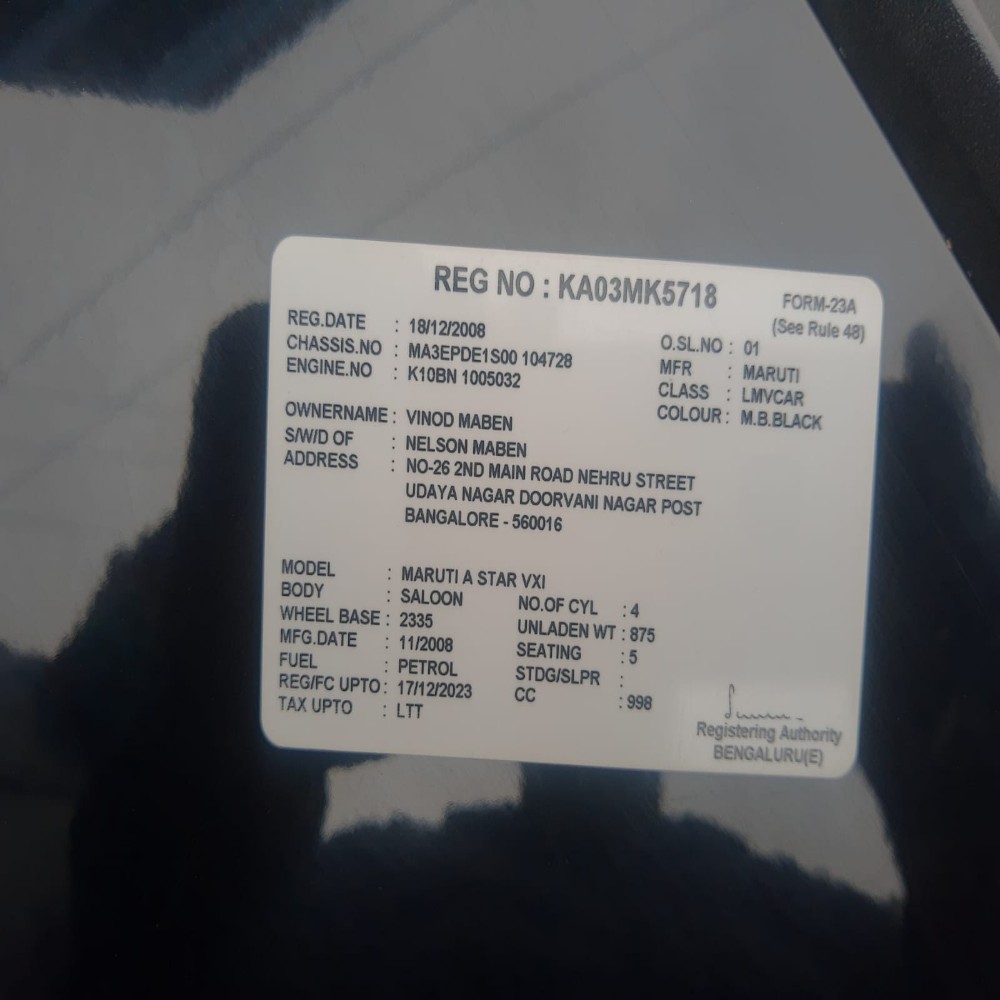 REG NO : KA03MK5718
FORM-23A
(See Rule 48)
REG.DATE : 18/12/2008
CHASSIS.NO : MA3EPDE1S00 104728
ENGINE.NO : K10BN 1005032
O.SL.NO : 01
MFR : MARUTI
CLASS : LMVCAR
COLOUR : M.B.BLACK
OWNERNAME : VINOD MABEN
S/W/D OF : NELSON MABEN
ADDRESS : NO-26 2ND MAIN ROAD NEHRU STREET
UDAYA NAGAR DOORVANI NAGAR POST
BANGALORE - 560016
MODEL : MARUTI A STAR VXI
BODY : SALOON
WHEEL BASE : 2335
MFG.DATE : 11/2008
FUEL : PETROL
REG/FC UPTO : 17/12/2023
TAX UPTO : LTT
NO.OF CYL : 4
UNLADEN WT : 875
SEATING : 5
STDG/SLPR :
CC : 998
Registering Authority
BENGALURU(E)